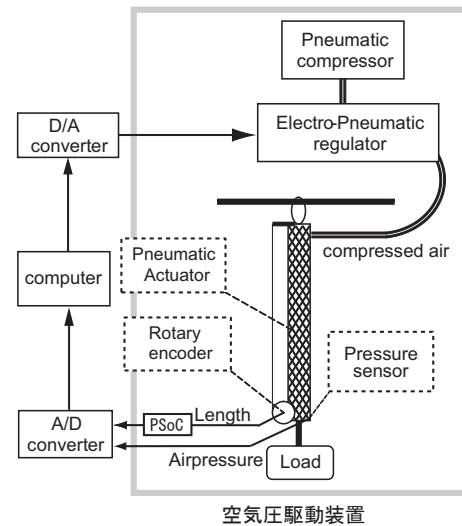 Pneumatic
compressor
D/A
converter
Electro-Pneumatic
regulator
compressed air
Pneumatic
Actuator
computer
Rotary
encoder
Pressure
sensor
A/D
converter
PSoC
Length
Airpressure
Load
空気圧駆動装置